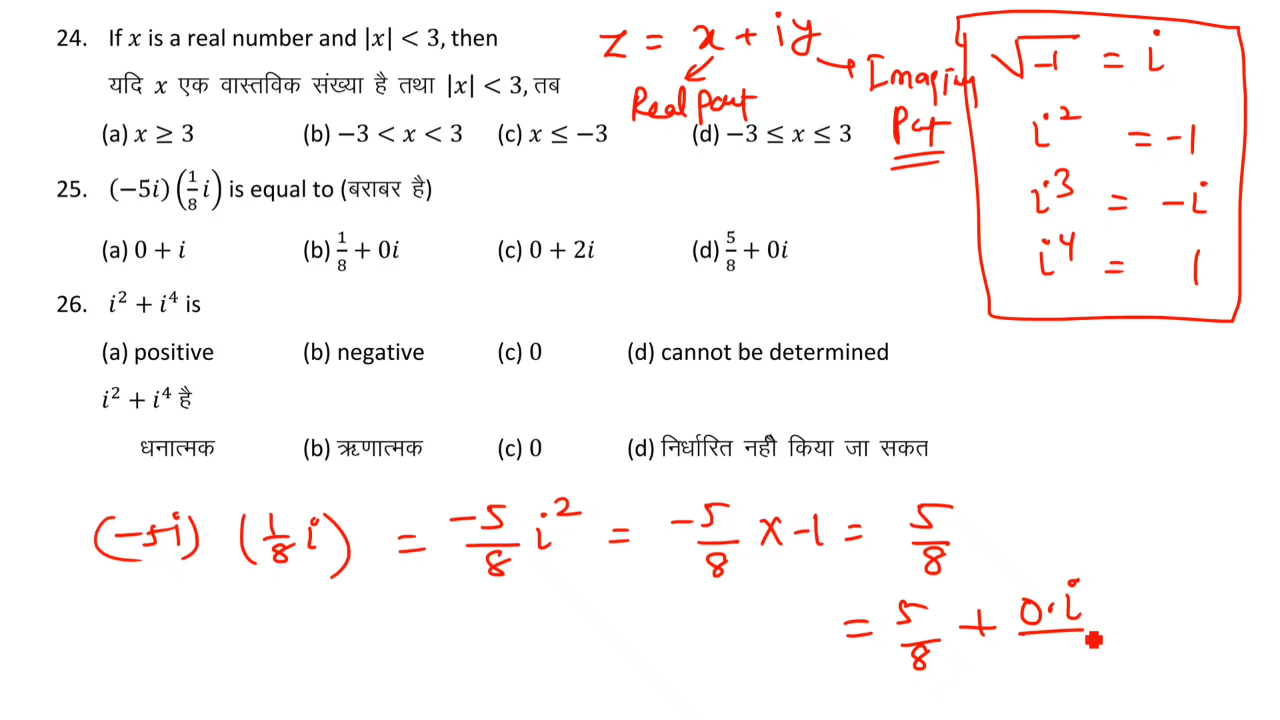 24. If x is a real number and |x| < 3, then
यदि x एक वास्तविक संख्या है तथा |x| < 3, तब
(a) x ≥ 3 (b) −3 < x < 3 (c) x ≤ −3 (d) −3 ≤ x ≤ 3
25. (−5i) (1/8 i) is equal to (बराबर है)
(a) 0 + i (b) 1/8 + 0i (c) 0 + 2i (d) 5/8 + 0i
26. i² + i⁴ is
(a) positive (b) negative (c) 0 (d) cannot be determined
i² + i⁴ है
धनात्मक (b) ऋणात्मक (c) 0 (d) निर्धारित नहीं किया जा सकत
z = x + iy
Real part
Imaginy
Part
√-1 = i
i² = -1
i³ = -i
i⁴ = 1
(-5i) (1/8 i) = -5/8 i² = -5/8 x -1 = 5/8
= 5/8 + 0·i